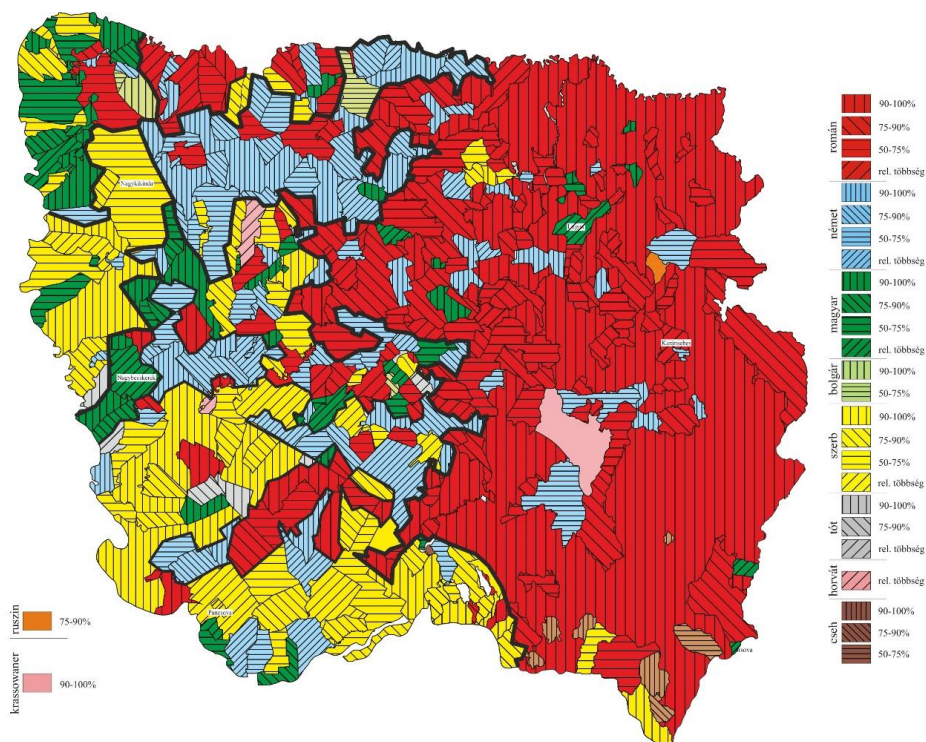 Nagykikinda
Nagybecskerek
Pancsova
Karánsebes
román
90-100%
75-90%
50-75%
rel. többség
német
90-100%
75-90%
50-75%
rel. többség
magyar
90-100%
75-90%
50-75%
rel. többség
bolgár
90-100%
50-75%
szerb
90-100%
75-90%
50-75%
rel. többség
tót
90-100%
75-90%
rel. többség
horvát
rel. többség
cseh
90-100%
75-90%
50-75%
ruszin
75-90%
krassowaner
90-100%